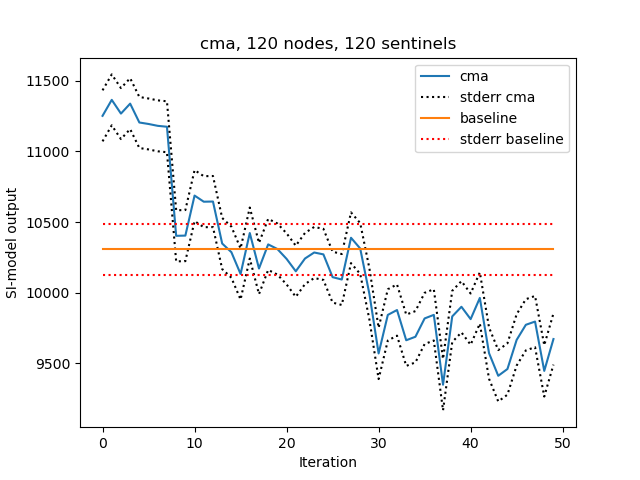 cma, 120 nodes, 120 sentinels
11500
11000
10500
10000
9500
SI-model output
cma
stderr cma
baseline
stderr baseline
0
10
20
30
40
50
Iteration